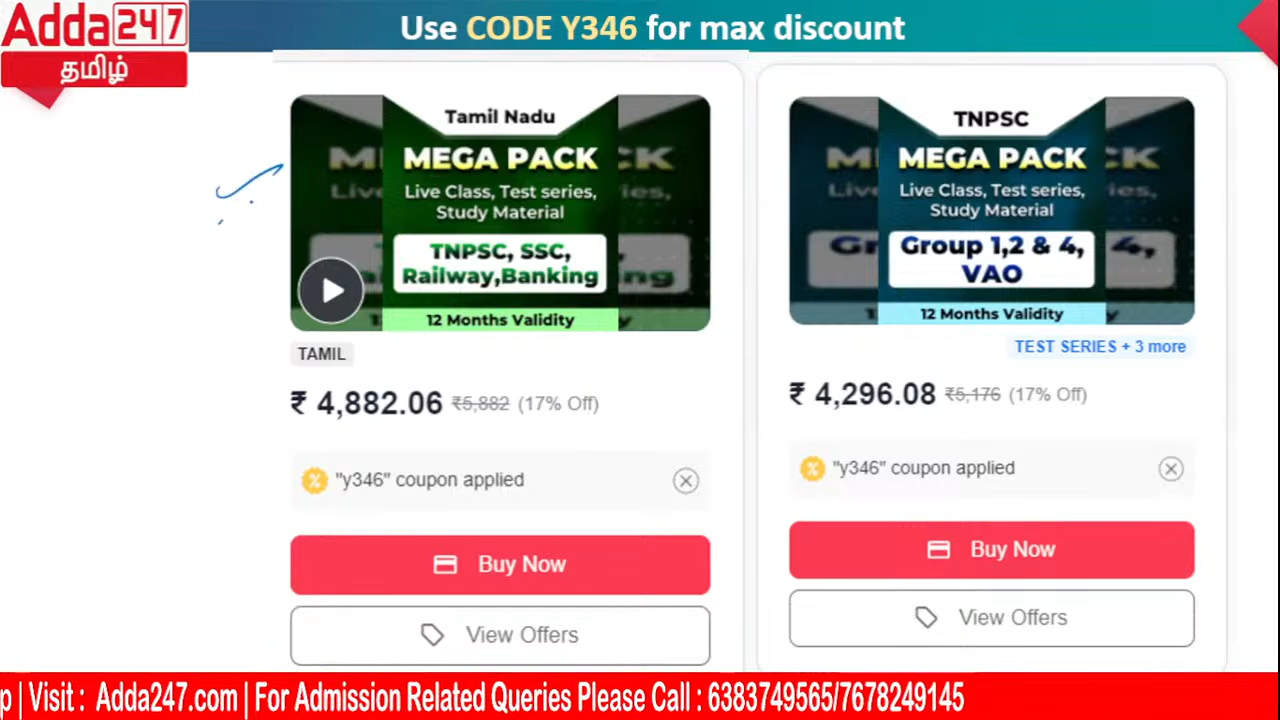 Adda247
தமிழ்
Use CODE Y346 for max discount
Tamil Nadu
MEGA PACK
Live Class, Test series,
Study Material
TNPSC, SSC,
Railway,Banking
12 Months Validity
TAMIL
₹ 4,882.06 ₹5,882 (17% Off)
"y346" coupon applied
Buy Now
View Offers
TNPSC
MEGA PACK
Live Class, Test series,
Study Material
Group 1,2 & 4,
VAO
12 Months Validity
TEST SERIES + 3 more
₹ 4,296.08 ₹5,176 (17% Off)
"y346" coupon applied
Buy Now
View Offers
p | Visit : Adda247.com | For Admission Related Queries Please Call : 6383749565/7678249145